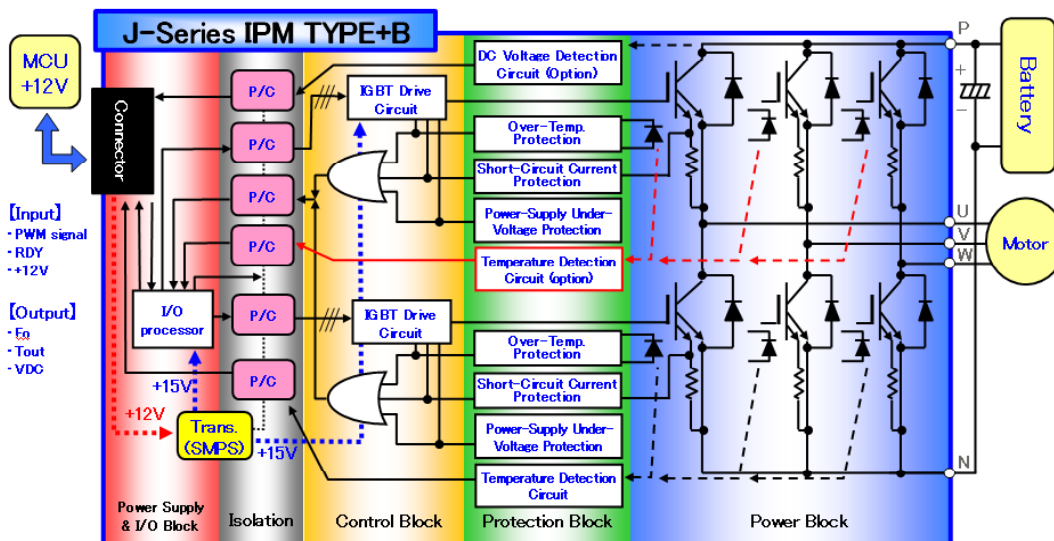 J-Series IPM TYPE+B
MCU
+12V
Connector
【Input】
- PWM signal
- RDY
- +12V
【Output】
- Fo
- Tout
- VDC
+12V
I/O
processor
+15V
Trans.
(SMPS)
+15V
P/C
P/C
P/C
P/C
P/C
P/C
IGBT Drive
Circuit
IGBT Drive
Circuit
DC Voltage Detection
Circuit (Option)
Over-Temp.
Protection
Short-Circuit Current
Protection
Power-Supply Under-
Voltage Protection
Temperature Detection
Circuit (option)
Over-Temp.
Protection
Short-Circuit Current
Protection
Power-Supply Under-
Voltage Protection
Temperature Detection
Circuit
P
+
−
Battery
U
V
W
Motor
N
Power Supply
& I/O Block
Isolation
Control Block
Protection Block
Power Block